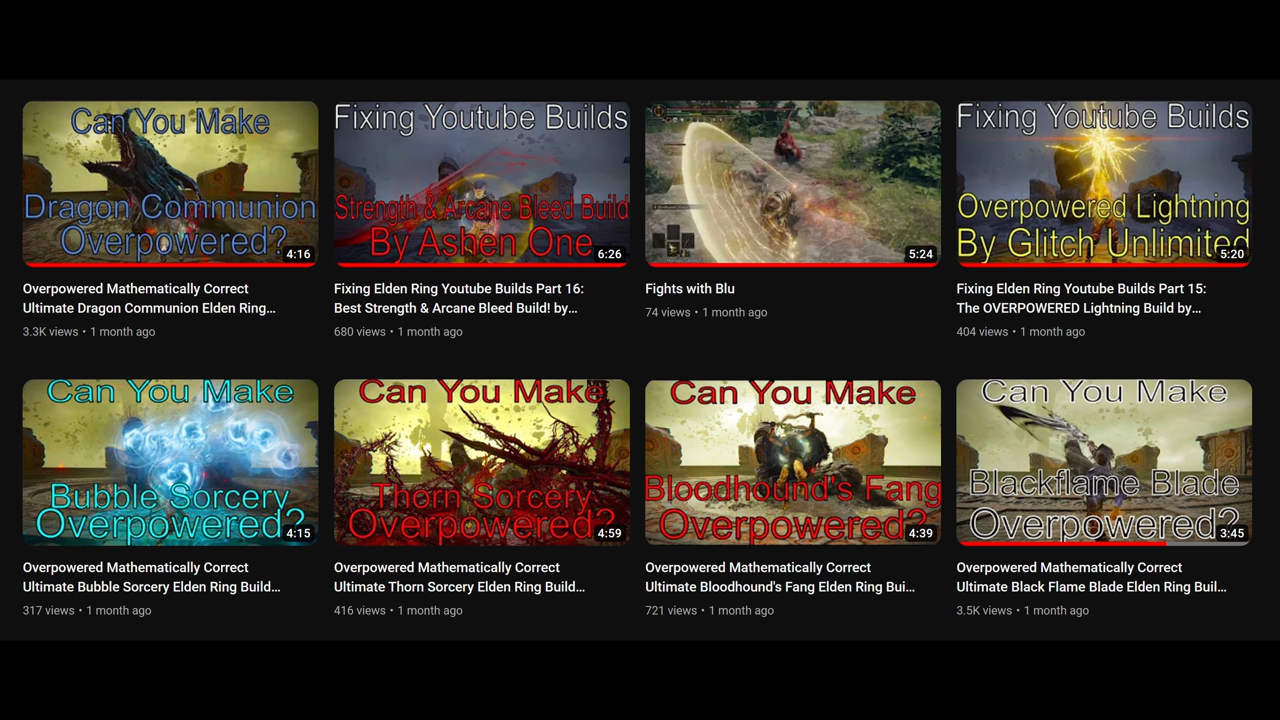 Can You Make
Dragon Communion
Overpowered?
4:16
Overpowered Mathematically Correct
Ultimate Dragon Communion Elden Ring...
3.3K views • 1 month ago
Fixing Youtube Builds
Strength & Arcane Bleed Build
By Ashen One
6:26
Fixing Elden Ring Youtube Builds Part 16:
Best Strength & Arcane Bleed Build! by...
680 views • 1 month ago
5:24
Fights with Blu
74 views • 1 month ago
Fixing Youtube Builds
Overpowered Lightning
By Glitch Unlimited
5:20
Fixing Elden Ring Youtube Builds Part 15:
The OVERPOWERED Lightning Build by...
404 views • 1 month ago
Can You Make
Bubble Sorcery
Overpowered?
4:15
Overpowered Mathematically Correct
Ultimate Bubble Sorcery Elden Ring Build...
317 views • 1 month ago
Can You Make
Thorn Sorcery
Overpowered?
4:59
Overpowered Mathematically Correct
Ultimate Thorn Sorcery Elden Ring Build...
416 views • 1 month ago
Can You Make
Bloodhound's Fang
Overpowered?
4:39
Overpowered Mathematically Correct
Ultimate Bloodhound's Fang Elden Ring Bui...
721 views • 1 month ago
Can You Make
Blackflame Blade
Overpowered?
3:45
Overpowered Mathematically Correct
Ultimate Black Flame Blade Elden Ring Buil...
3.5K views • 1 month ago